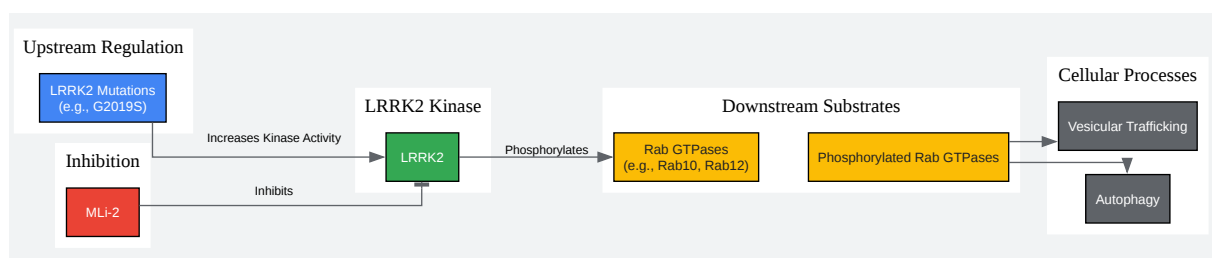 Upstream Regulation
LRRK2 Mutations
(e.g., G2019S)
Increases Kinase Activity
Inhibition
MLi-2
Inhibits
LRRK2 Kinase
LRRK2
Phosphorylates
Downstream Substrates
Rab GTPases
(e.g., Rab10, Rab12)
Phosphorylated Rab GTPases
Cellular Processes
Vesicular Trafficking
Autophagy